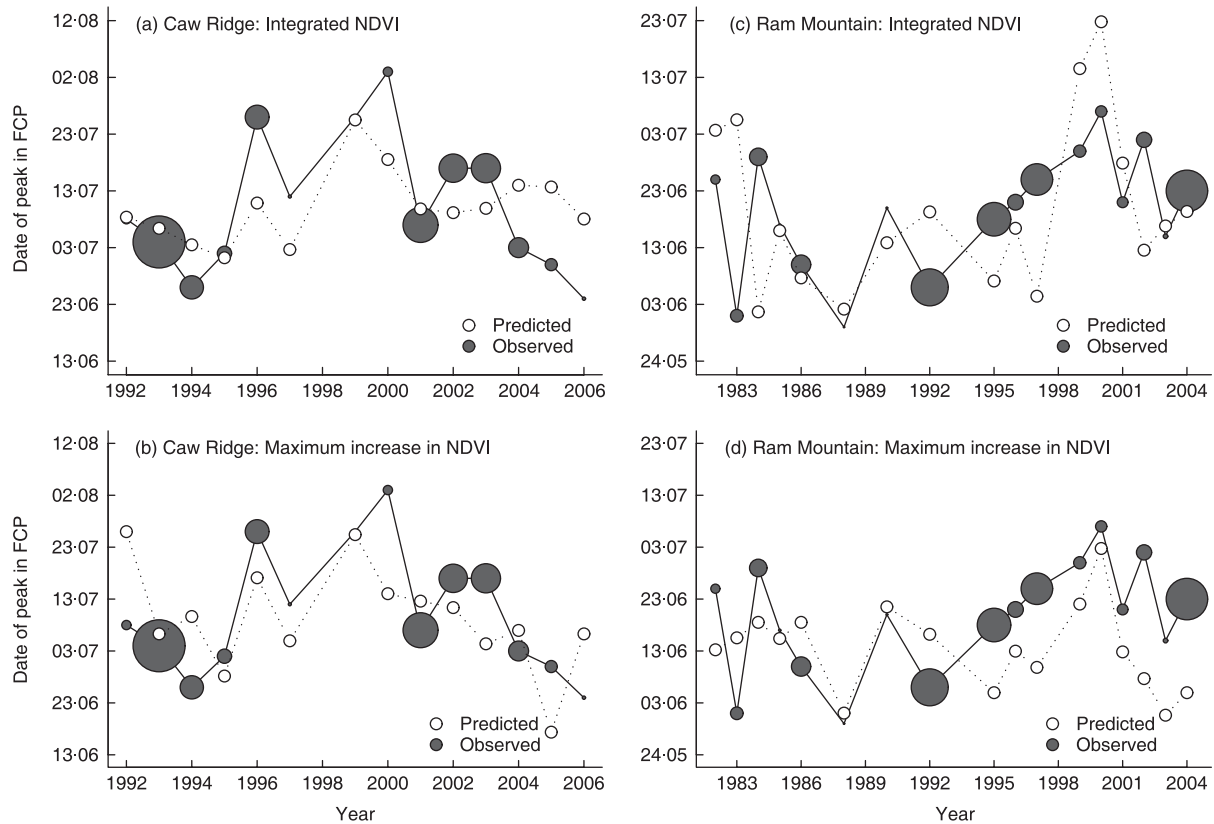 (a) Caw Ridge: Integrated NDVI
Date of peak in FCP
12·08
02·08
23·07
13·07
03·07
23·06
13·06
Predicted
Observed
1992 1994 1996 1998 2000 2002 2004 2006
(c) Ram Mountain: Integrated NDVI
23·07
13·07
03·07
23·06
13·06
03·06
24·05
Predicted
Observed
1983 1986 1989 1992 1995 1998 2001 2004
(b) Caw Ridge: Maximum increase in NDVI
Date of peak in FCP
12·08
02·08
23·07
13·07
03·07
23·06
13·06
Predicted
Observed
1992 1994 1996 1998 2000 2002 2004 2006
Year
(d) Ram Mountain: Maximum increase in NDVI
23·07
13·07
03·07
23·06
13·06
03·06
24·05
Predicted
Observed
1983 1986 1989 1992 1995 1998 2001 2004
Year